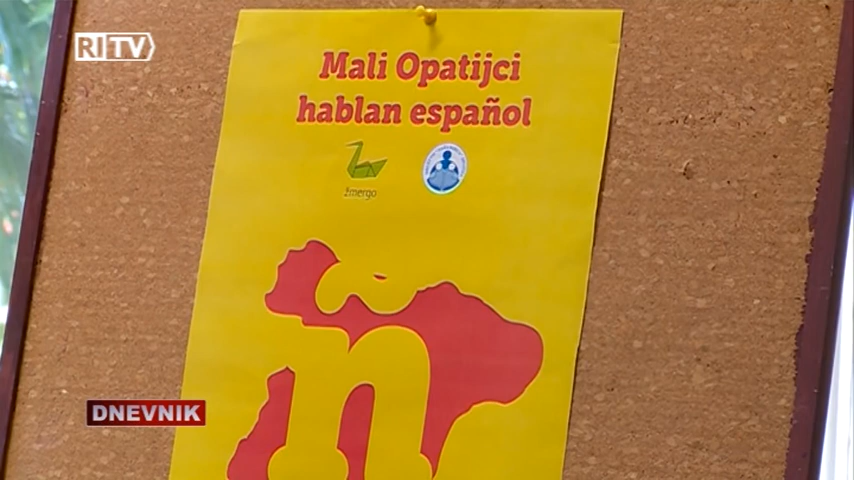 RITV
Mali Opatijci
hablan español
žmergo
ñ
DNEVNIK